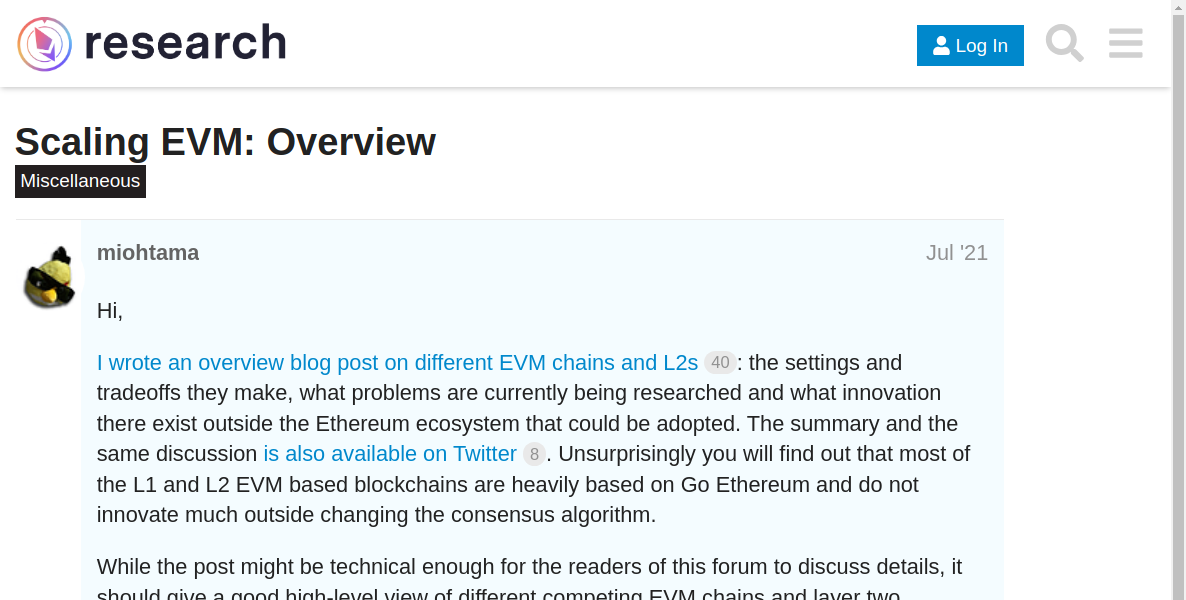 research
Log In
Scaling EVM: Overview
Miscellaneous
miohtama
Jul '21
Hi,
I wrote an overview blog post on different EVM chains and L2s 40: the settings and
tradeoffs they make, what problems are currently being researched and what innovation
there exist outside the Ethereum ecosystem that could be adopted. The summary and the
same discussion is also available on Twitter 8. Unsurprisingly you will find out that most of
the L1 and L2 EVM based blockchains are heavily based on Go Ethereum and do not
innovate much outside changing the consensus algorithm.
While the post might be technical enough for the readers of this forum to discuss details, it
should give a good high-level view of different competing EVM chains and layer two